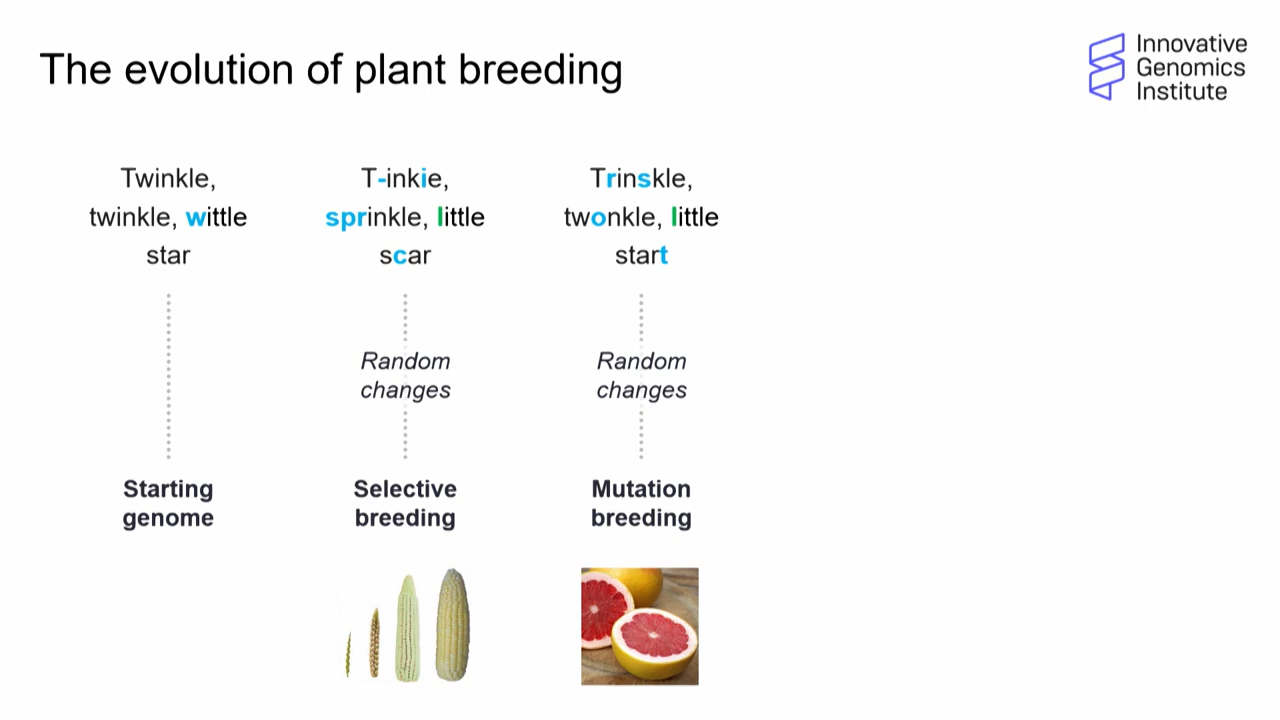 The evolution of plant breeding
Innovative
Genomics
Institute
Twinkle,
twinkle, wittle
star
T-inkie,
sprinkle, little
scar
Trinskle,
twonkle, little
start
Random
changes
Random
changes
Starting
genome
Selective
breeding
Mutation
breeding